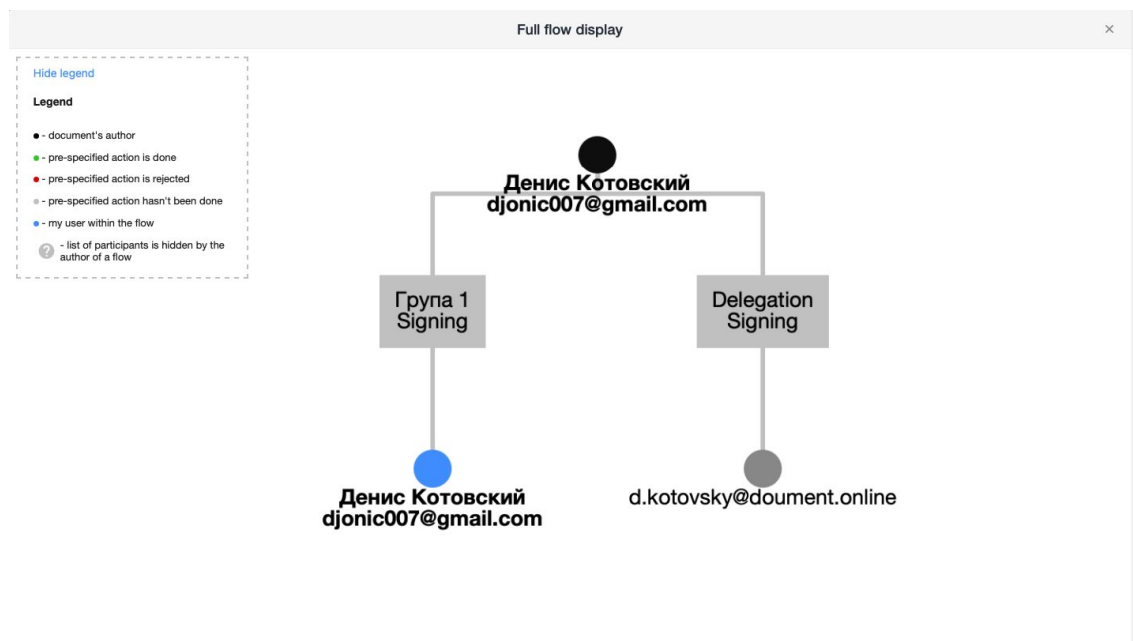 Full flow display
×
Hide legend
Legend
- document's author
- pre-specified action is done
- pre-specified action is rejected
- pre-specified action hasn't been done
- my user within the flow
? - list of participants is hidden by the
author of a flow
Денис Котовский
djonic007@gmail.com
Група 1
Signing
Delegation
Signing
Денис Котовский
djonic007@gmail.com
d.kotovsky@doument.online